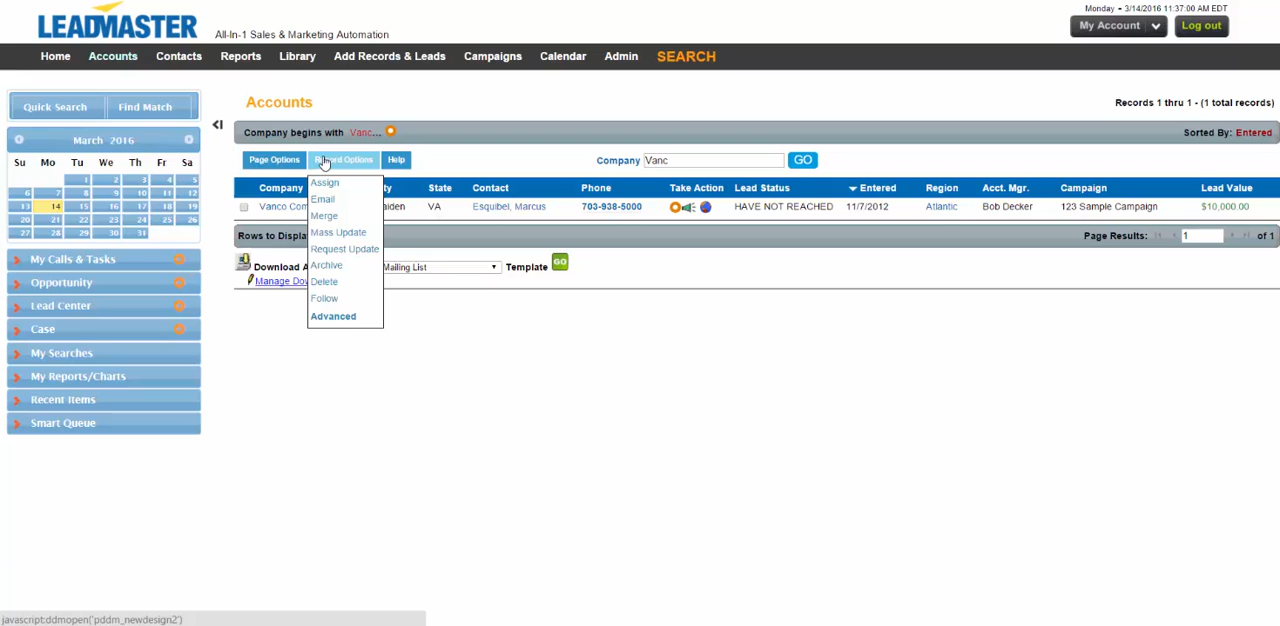 Monday - 3/14/2016 11:37:00 AM EDT
LEADMASTER
All-In-1 Sales & Marketing Automation
My Account
Log out
Home Accounts Contacts Reports Library Add Records & Leads Campaigns Calendar Admin SEARCH
Quick Search Find Match
Accounts
Records 1 thru 1 - (1 total records)
March 2016
Company begins with Vanc...
Sorted By: Entered
Su Mo Tu We Th Fr Sa
1 2 3 4 5
6 7 8 9 10 11 12
13 14 15 16 17 18 19
20 21 22 23 24 25 26
27 28 29 30 31
Page Options Record Options Help
Company Vanc GO
Company State Contact Phone Take Action Lead Status Entered Region Acct. Mgr. Campaign Lead Value
Vanco Com aiden VA Esquibel, Marcus 703-938-5000 HAVE NOT REACHED 11/7/2012 Atlantic Bob Decker 123 Sample Campaign $10,000.00
Rows to Displa
Page Results: 1 of 1
Download A Mailing List Template GO
Manage Dow
Assign
Email
Merge
Mass Update
Request Update
Archive
Delete
Follow
Advanced
My Calls & Tasks
Opportunity
Lead Center
Case
My Searches
My Reports/Charts
Recent Items
Smart Queue
javascript:ddmopen('pddm_newdesign2')